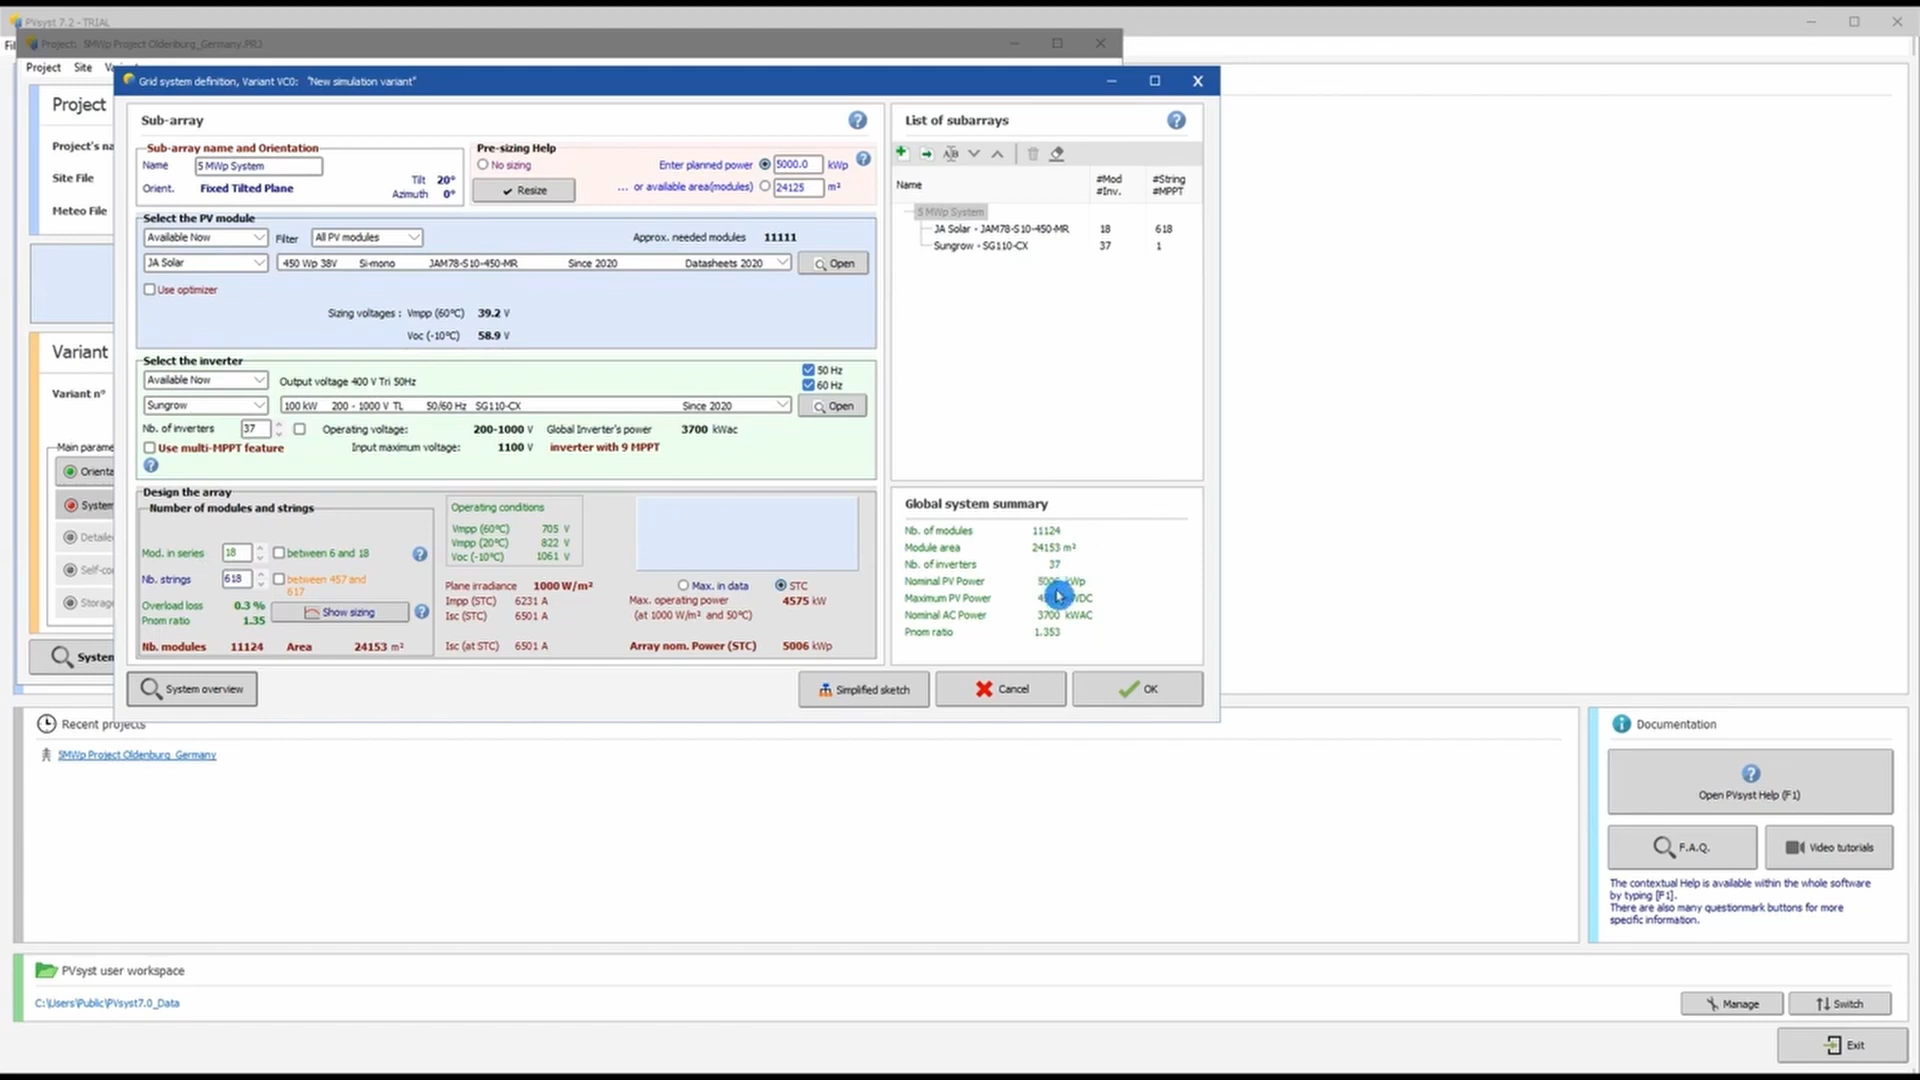 PVsyst 7.2 - TRIAL
Project: 5MWp Project Oldenburg_Germany.PRJ
Project Site
Grid system definition, Variant VC0: "New simulation variant"
Project
Project's na
Site File
Meteo File
Variant
Variant n°
Main parame
Orienta
System
Detaile
Self-co
Storag
System
Sub-array
Sub-array name and Orientation
Name 5 MWp System
Orient. Fixed Tilted Plane
Tilt 20°
Azimuth 0°
Pre-sizing Help
No sizing
Enter planned power 5000.0 kWp
Resize
... or available area(modules) 24125 m²
Select the PV module
Available Now Filter All PV modules Approx. needed modules 11111
JA Solar 450 Wp 38V Si-mono JAM78-S10-450-MR Since 2020 Datasheets 2020 Open
Use optimizer
Sizing voltages : Vmpp (60°C) 39.2 V
Voc (-10°C) 58.9 V
Select the inverter
Available Now Output voltage 400 V Tri 50Hz
50 Hz
60 Hz
Sungrow 100 kW 200 - 1000 V TL 50/60 Hz SG110-CX Since 2020 Open
Nb. of inverters 37 Operating voltage: 200-1000 V Global Inverter's power 3700 kWac
Use multi-MPPT feature Input maximum voltage: 1100 V inverter with 9 MPPT
Design the array
Number of modules and strings
Mod. in series 18 between 6 and 18
Nb. strings 618 between 457 and
617
Overload loss 0.3 %
Pnom ratio 1.35
Show sizing
Nb. modules 11124 Area 24153 m²
Operating conditions
Vmpp (60°C) 705 V
Vmpp (20°C) 822 V
Voc (-10°C) 1061 V
Plane irradiance 1000 W/m²
Impp (STC) 6231 A
Isc (STC) 6501 A
Isc (at STC) 6501 A
Max. in data STC
Max. operating power 4575 kW
(at 1000 W/m² and 50°C)
Array nom. Power (STC) 5006 kWp
List of subarrays
Name #Mod #String
#Inv. #MPPT
5 MWp System
JA Solar - JAM78-S10-450-MR 18 618
Sungrow - SG110-CX 37 1
Global system summary
Nb. of modules 11124
Module area 24153 m²
Nb. of inverters 37
Nominal PV Power kWp
Maximum PV Power
Nominal AC Power 3700 kWAC
Pnom ratio 1.353
System overview
Simplified sketch
Cancel
OK
Recent projects
5MWp Project Oldenburg_Germany
Documentation
Open PVsyst Help (F1)
F.A.Q.
Video tutorials
The contextual Help is available within the whole software
by typing [F1].
There are also many questionmark buttons for more
specific information.
PVsyst user workspace
C:\Users\Public\PVsyst7.0_Data
Manage
Switch
Exit